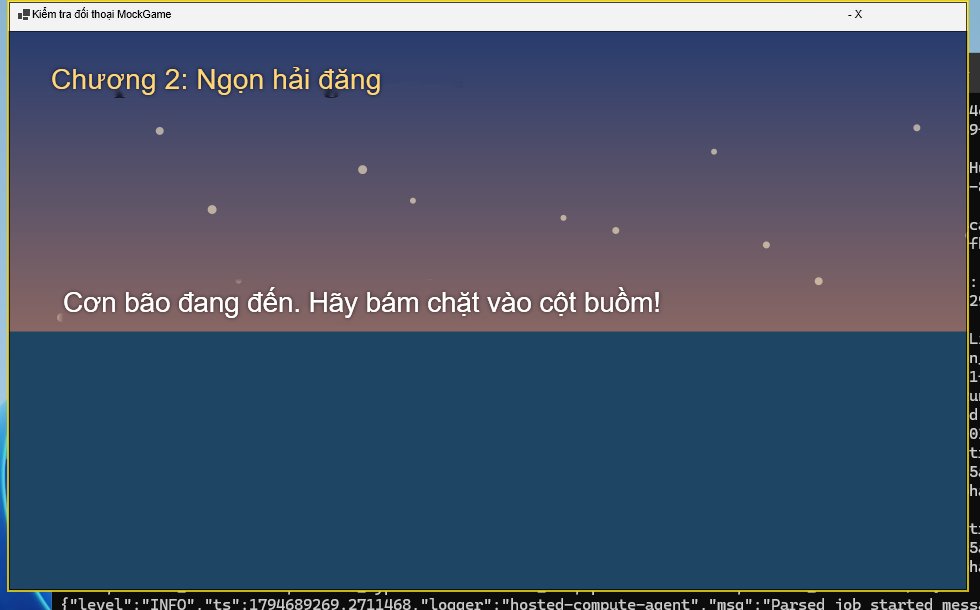 Kiểm tra đối thoại MockGame
- X
Chương 2: Ngọn hải đăng
Cơn bão đang đến. Hãy bám chặt vào cột buồm!
{"level":"INFO","ts":1794689269.2711468,"logger":"hosted-compute-agent","msg":"Parsed job started